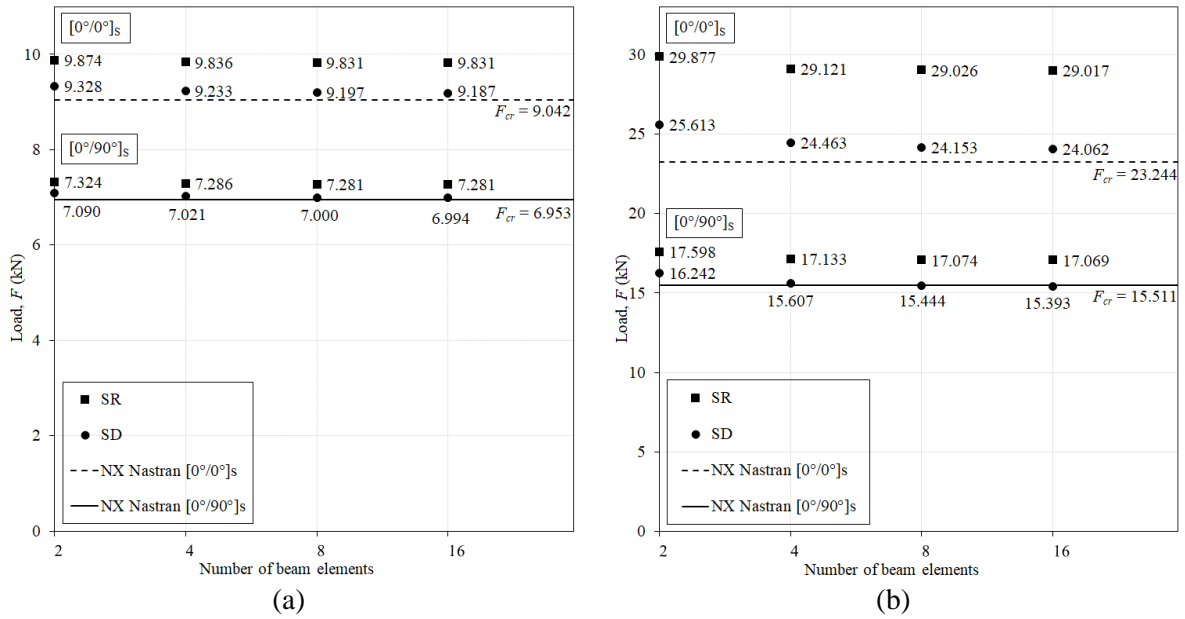 [0°/0°]s
10
9.874
9.836
9.831
9.831
9.328
9.233
9.197
9.187
Fcr = 9.042
[0°/90°]s
8
7.324
7.286
7.281
7.281
7.090
7.021
7.000
6.994
Fcr = 6.953
6
4
2
0
Load, F (kN)
SR
SD
NX Nastran [0°/0°]s
NX Nastran [0°/90°]s
2
4
8
16
Number of beam elements
(a)
[0°/0°]s
30
29.877
29.121
29.026
29.017
25.613
25
24.463
24.153
24.062
Fcr = 23.244
20
[0°/90°]s
17.598
17.133
17.074
17.069
16.242
15
15.607
15.444
15.393
Fcr = 15.511
10
5
0
Load, F (kN)
SR
SD
NX Nastran [0°/0°]s
NX Nastran [0°/90°]s
2
4
8
16
Number of beam elements
(b)